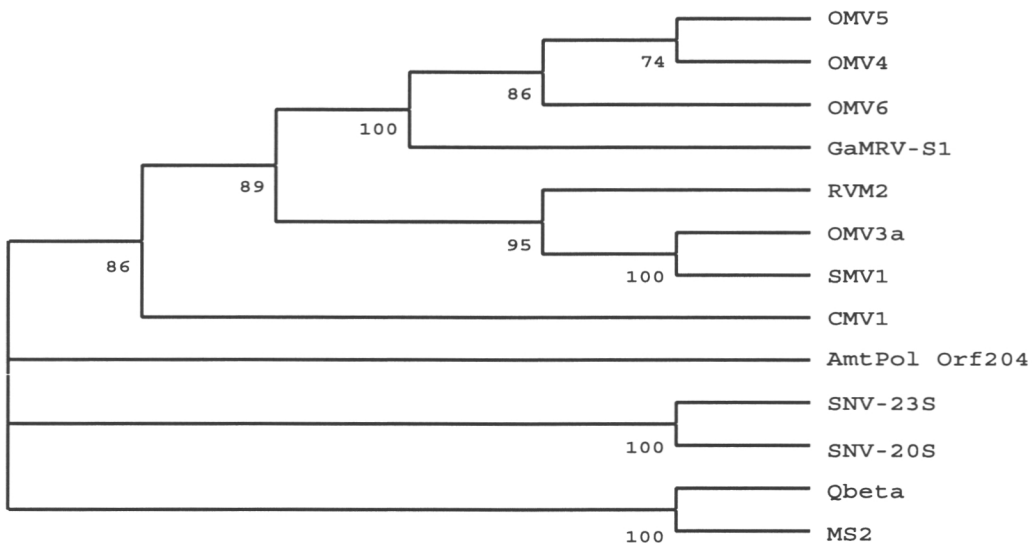 OMV5
74
OMV4
86
OMV6
100
GaMRV-S1
89
RVM2
95
OMV3a
100
SMV1
86
CMV1
AmtPol Orf204
SNV-23S
100
SNV-20S
Qbeta
100
MS2